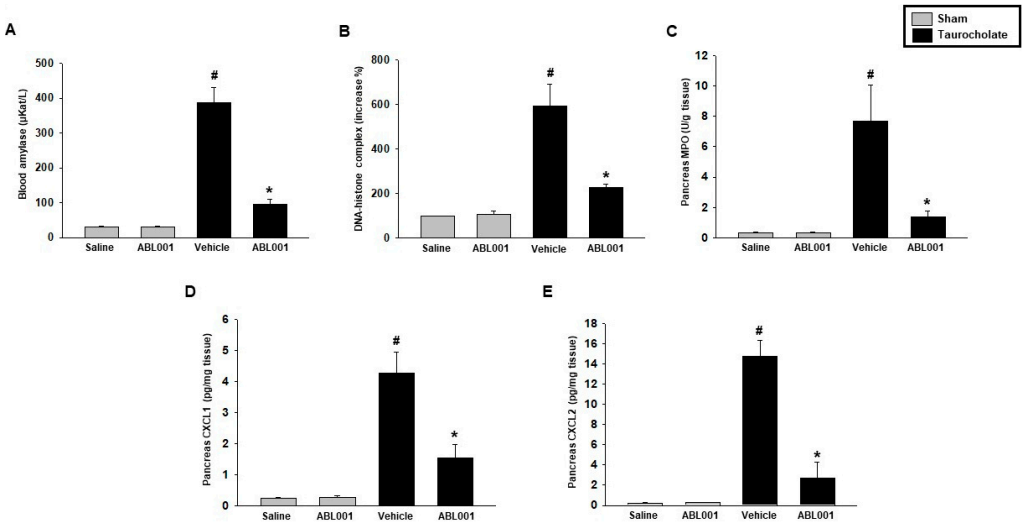 Sham
Taurocholate
A
Blood amylase (µKat/L)
500
400
300
200
100
0
#
*
Saline ABL001 Vehicle ABL001
B
DNA-histone complex (increase %)
800
600
400
200
0
#
*
Saline ABL001 Vehicle ABL001
C
Pancreas MPO (U/g tissue)
12
10
8
6
4
2
0
#
*
Saline ABL001 Vehicle ABL001
D
Pancreas CXCL1 (pg/mg tissue)
6
5
4
3
2
1
0
#
*
Saline ABL001 Vehicle ABL001
E
Pancreas CXCL2 (pg/mg tissue)
18
16
14
12
10
8
6
4
2
0
#
*
Saline ABL001 Vehicle ABL001